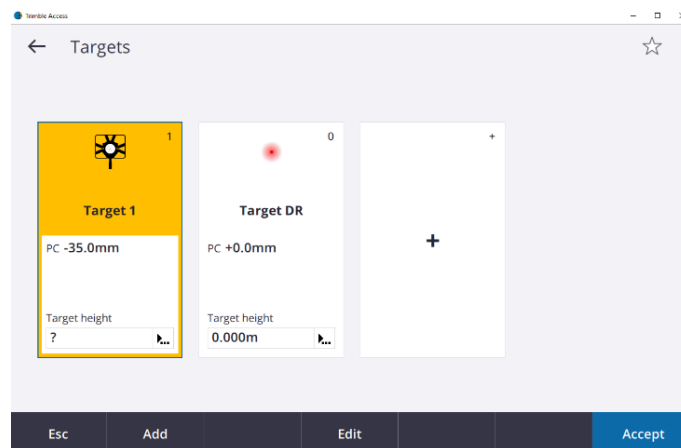 Trimble Access
Targets
1
Target 1
PC -35.0mm
Target height
?
0
Target DR
PC +0.0mm
Target height
0.000m
+
+
Esc Add Edit Accept